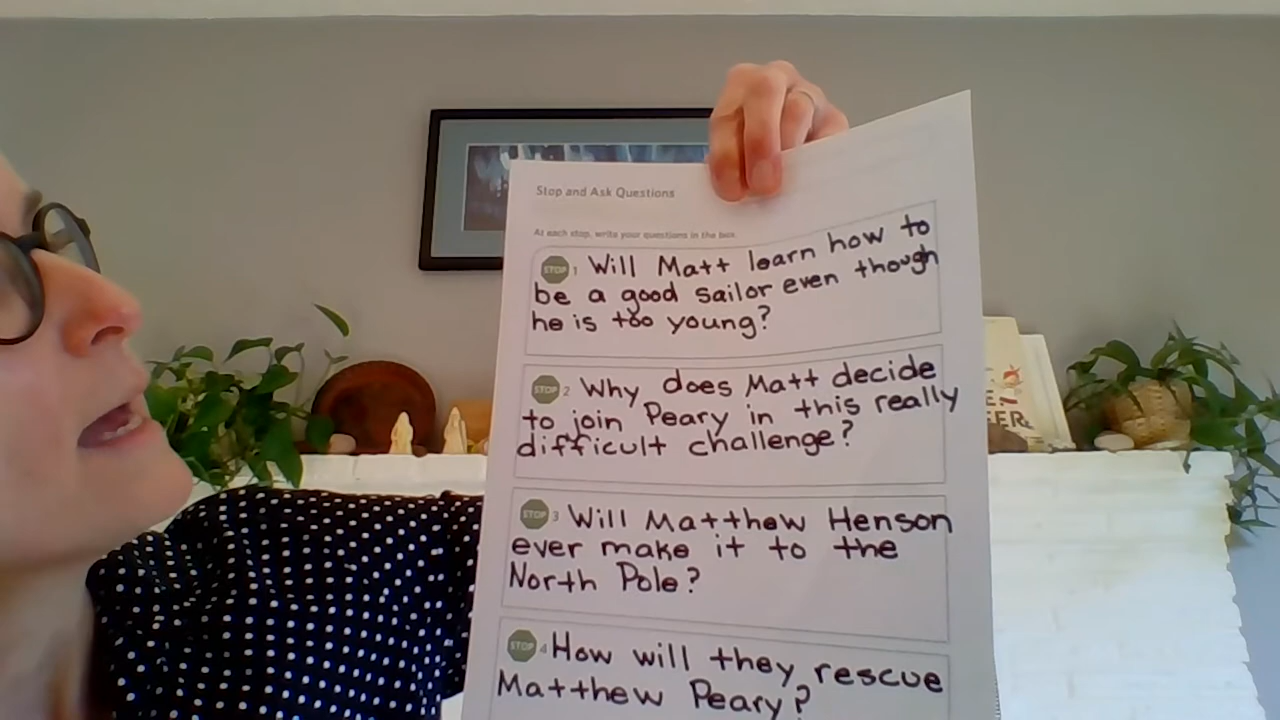 Stop and Ask Questions
At each stop, write your questions in the box.
STOP 1 Will Matt learn how to
be a good sailor even though
he is too young?
STOP 2 Why does Matt decide
to join Peary in this really
difficult challenge?
STOP 3 Will Matthew Henson
ever make it to the
North Pole?
STOP 4 How will they rescue
Matthew Peary?